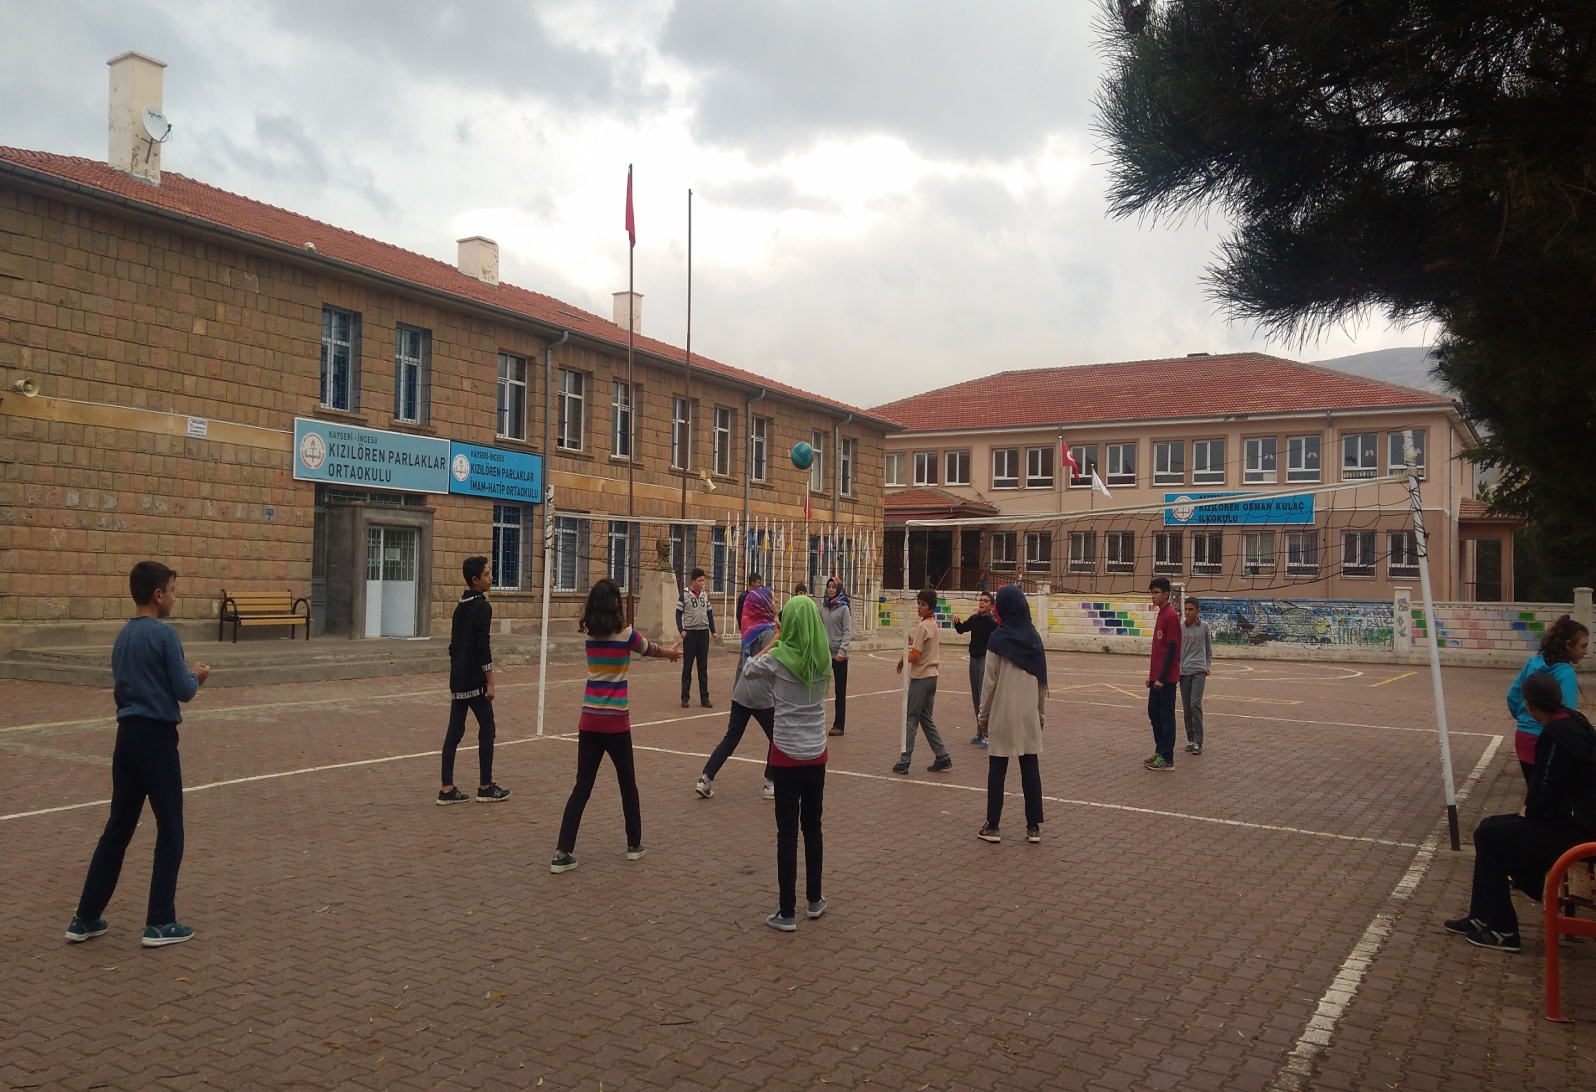 KAYSERİ - İNCESU
KIZILÖREN PARLAKLAR
ORTAOKULU
KAYSERİ-İNCESU
KIZILÖREN PARLAKLAR
İMAM-HATİP ORTAOKULU
KIZILÖREN OSMAN KULAÇ
İLKOKULU